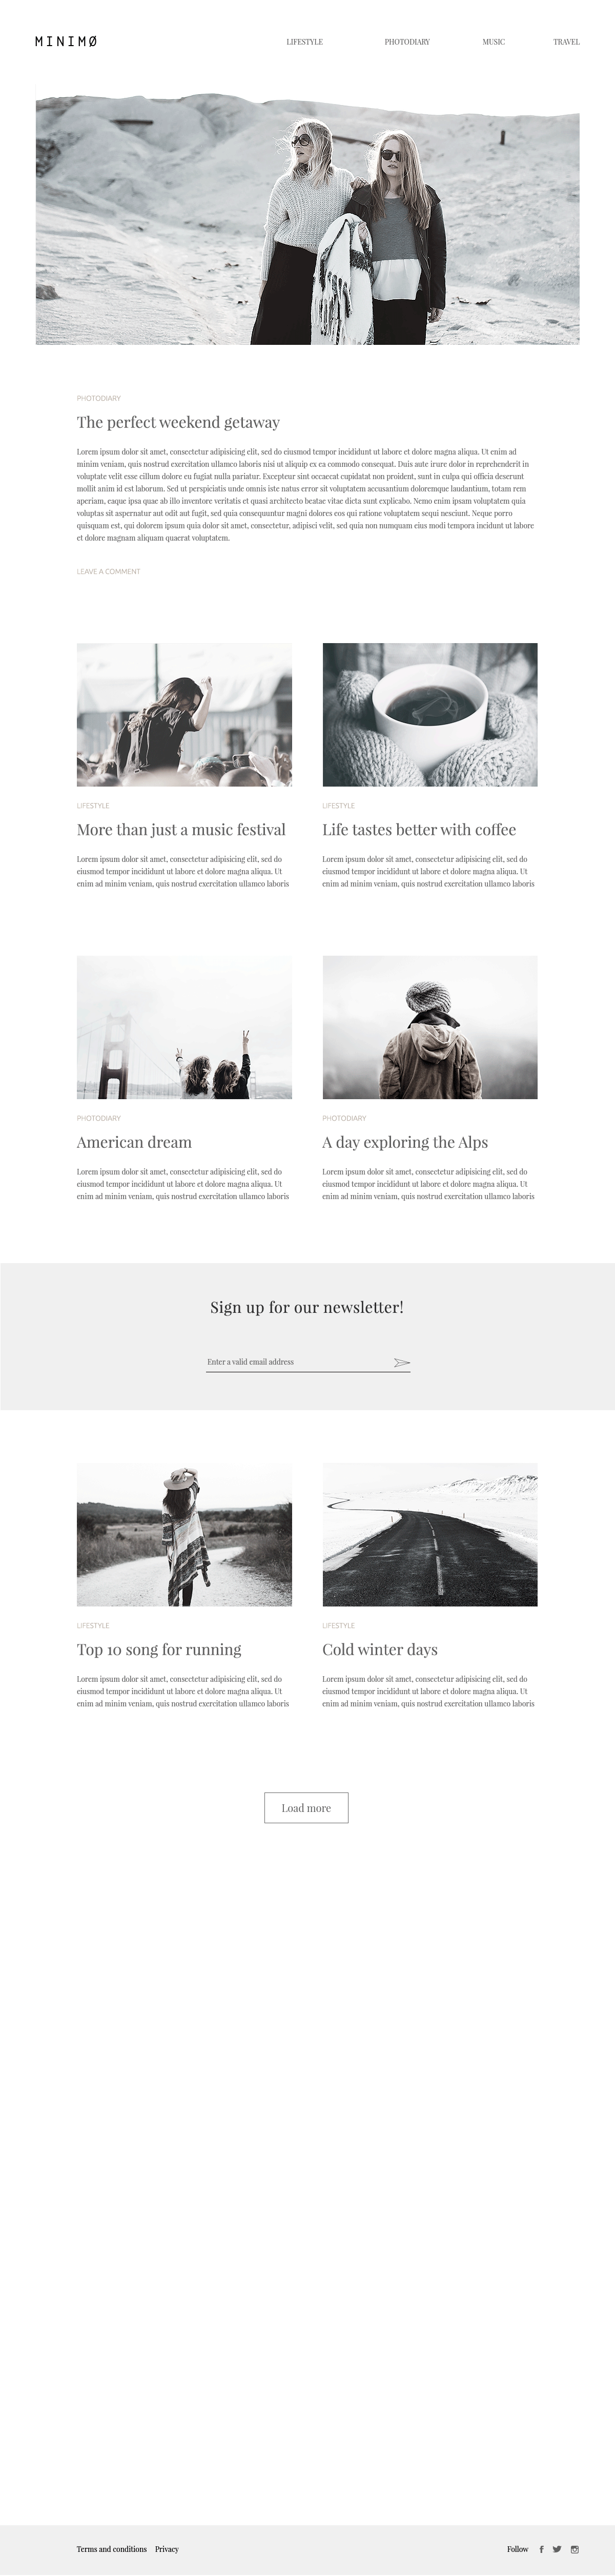 MINIMØ
LIFESTYLE PHOTODIARY MUSIC TRAVEL
PHOTODIARY
The perfect weekend getaway
Lorem ipsum dolor sit amet, consectetur adipisicing elit, sed do eiusmod tempor incididunt ut labore et dolore magna aliqua. Ut enim ad
minim veniam, quis nostrud exercitation ullamco laboris nisi ut aliquip ex ea commodo consequat. Duis aute irure dolor in reprehenderit in
voluptate velit esse cillum dolore eu fugiat nulla pariatur. Excepteur sint occaecat cupidatat non proident, sunt in culpa qui officia deserunt
mollit anim id est laborum. Sed ut perspiciatis unde omnis iste natus error sit voluptatem accusantium doloremque laudantium, totam rem
aperiam, eaque ipsa quae ab illo inventore veritatis et quasi architecto beatae vitae dicta sunt explicabo. Nemo enim ipsam voluptatem quia
voluptas sit aspernatur aut odit aut fugit, sed quia consequuntur magni dolores eos qui ratione voluptatem sequi nesciunt. Neque porro
quisquam est, qui dolorem ipsum quia dolor sit amet, consectetur, adipisci velit, sed quia non numquam eius modi tempora incidunt ut labore
et dolore magnam aliquam quaerat voluptatem.
LEAVE A COMMENT
LIFESTYLE
More than just a music festival
Lorem ipsum dolor sit amet, consectetur adipisicing elit, sed do
eiusmod tempor incididunt ut labore et dolore magna aliqua. Ut
enim ad minim veniam, quis nostrud exercitation ullamco laboris
LIFESTYLE
Life tastes better with coffee
Lorem ipsum dolor sit amet, consectetur adipisicing elit, sed do
eiusmod tempor incididunt ut labore et dolore magna aliqua. Ut
enim ad minim veniam, quis nostrud exercitation ullamco laboris
PHOTODIARY
American dream
Lorem ipsum dolor sit amet, consectetur adipisicing elit, sed do
eiusmod tempor incididunt ut labore et dolore magna aliqua. Ut
enim ad minim veniam, quis nostrud exercitation ullamco laboris
PHOTODIARY
A day exploring the Alps
Lorem ipsum dolor sit amet, consectetur adipisicing elit, sed do
eiusmod tempor incididunt ut labore et dolore magna aliqua. Ut
enim ad minim veniam, quis nostrud exercitation ullamco laboris
Sign up for our newsletter!
Enter a valid email address
LIFESTYLE
Top 10 song for running
Lorem ipsum dolor sit amet, consectetur adipisicing elit, sed do
eiusmod tempor incididunt ut labore et dolore magna aliqua. Ut
enim ad minim veniam, quis nostrud exercitation ullamco laboris
LIFESTYLE
Cold winter days
Lorem ipsum dolor sit amet, consectetur adipisicing elit, sed do
eiusmod tempor incididunt ut labore et dolore magna aliqua. Ut
enim ad minim veniam, quis nostrud exercitation ullamco laboris
Load more
Terms and conditions Privacy Follow